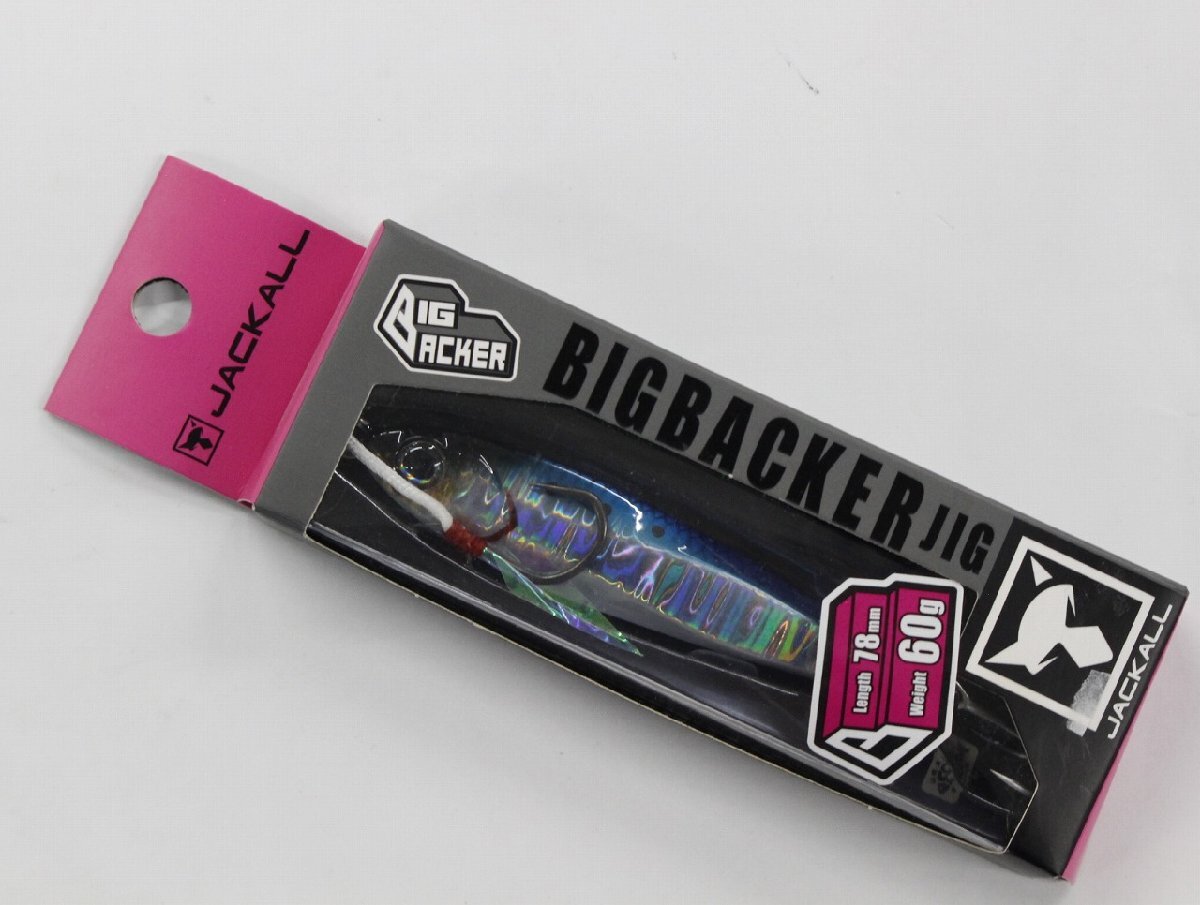 JACKALL
BIG
BACKER
BIGBACKER JIG
Length 78mm
Weight 60g
JACKALL